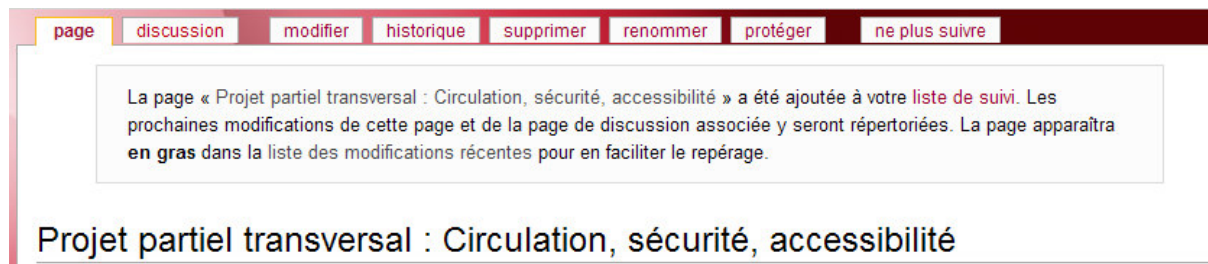 page discussion modifier historique supprimer renommer protéger ne plus suivre
La page « Projet partiel transversal : Circulation, sécurité, accessibilité » a été ajoutée à votre liste de suivi. Les
prochaines modifications de cette page et de la page de discussion associée y seront répertoriées. La page apparaîtra
en gras dans la liste des modifications récentes pour en faciliter le repérage.
Projet partiel transversal : Circulation, sécurité, accessibilité